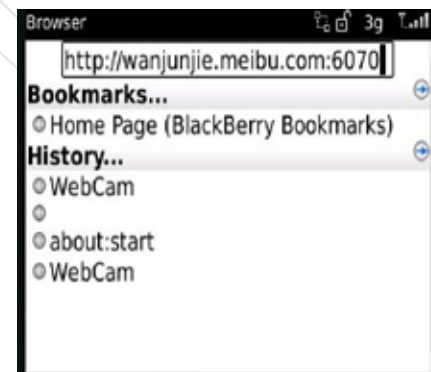 Browser 3g
http://wanjunjie.meibu.com:6070
Bookmarks...
Home Page (BlackBerry Bookmarks)
History...
WebCam
about:start
WebCam